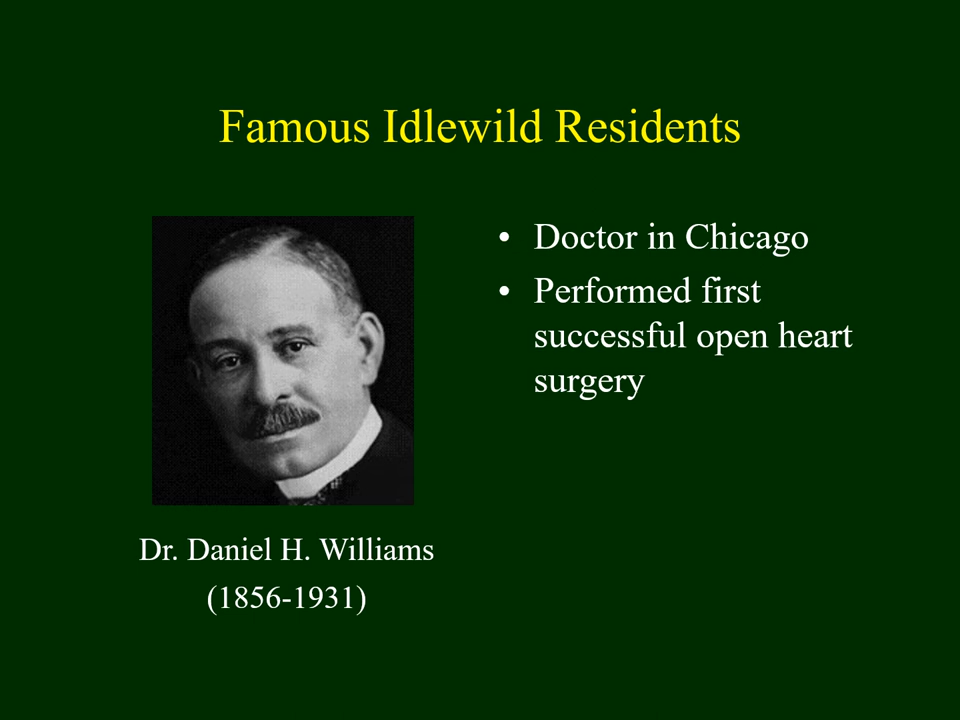 Famous Idlewild Residents
• Doctor in Chicago
• Performed first
successful open heart
surgery
Dr. Daniel H. Williams
(1856-1931)